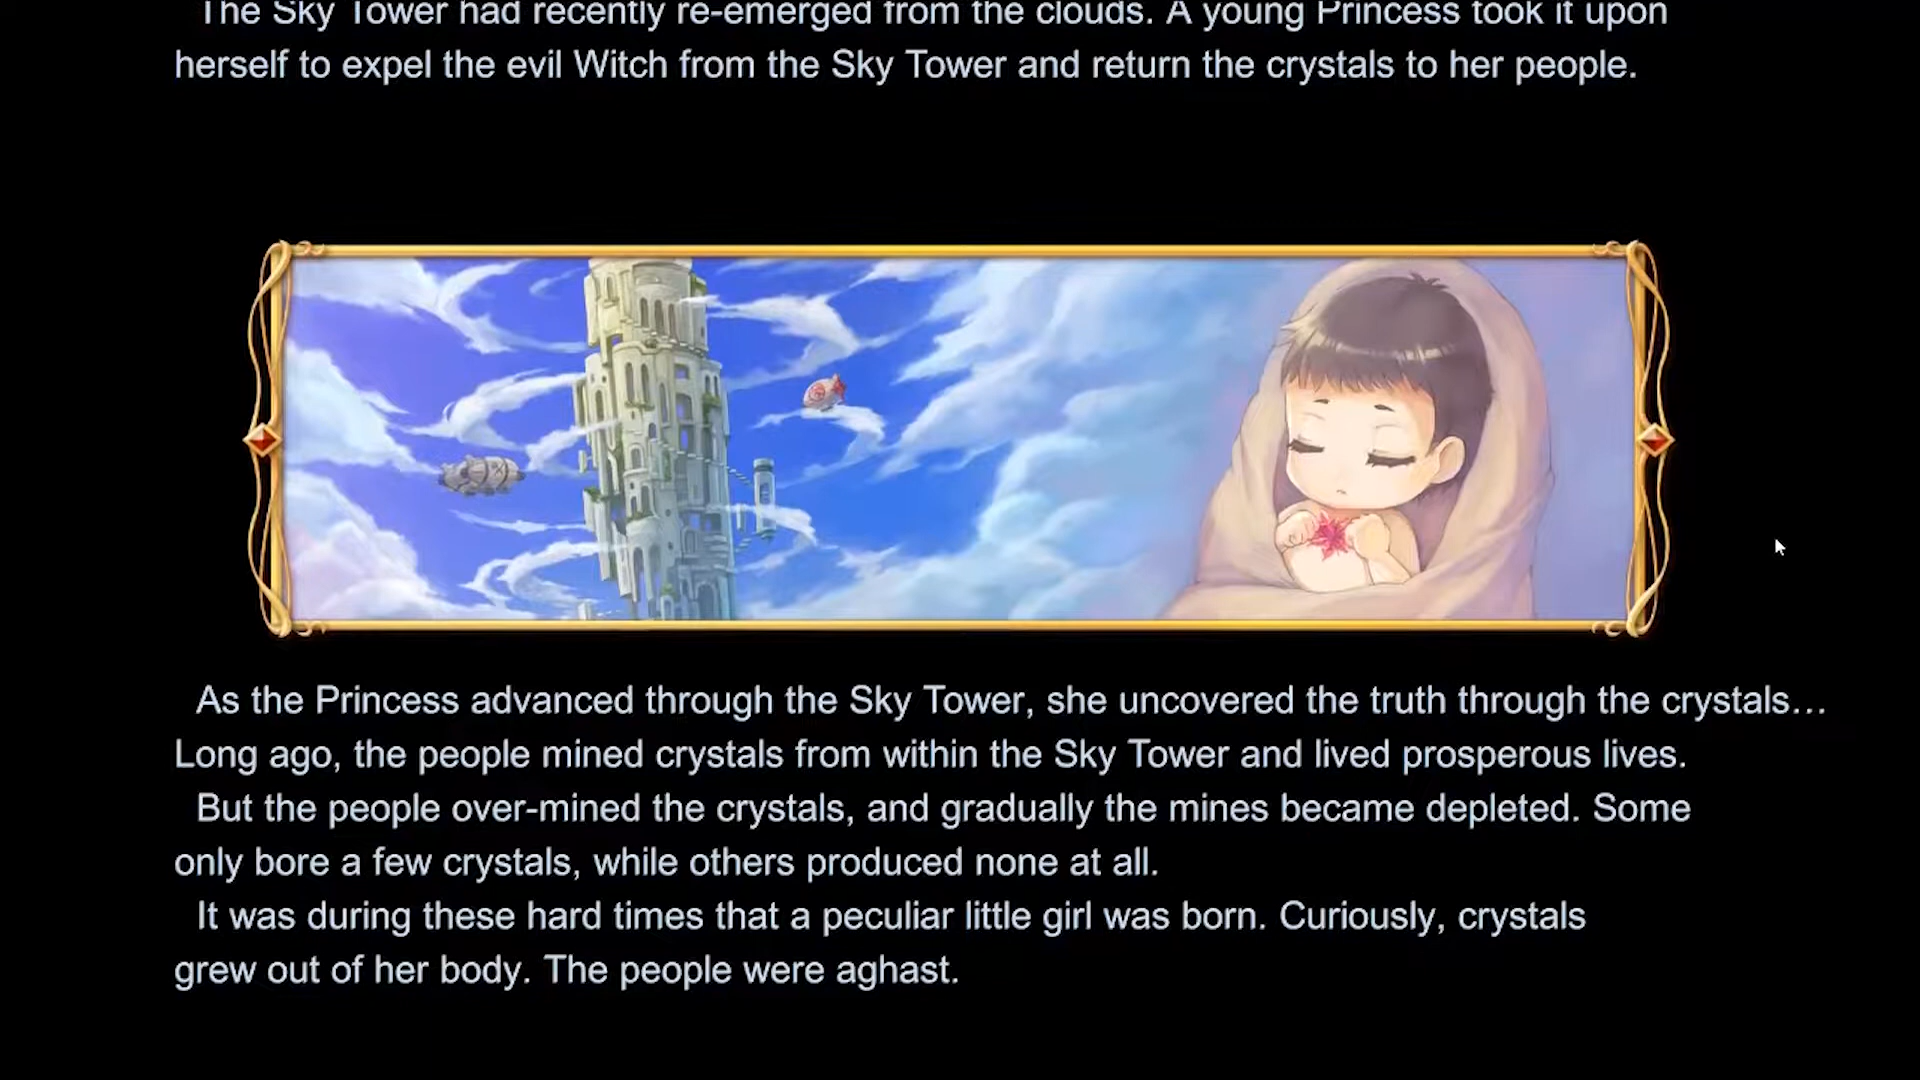 The Sky Tower had recently re-emerged from the clouds. A young Princess took it upon
herself to expel the evil Witch from the Sky Tower and return the crystals to her people.
As the Princess advanced through the Sky Tower, she uncovered the truth through the crystals…
Long ago, the people mined crystals from within the Sky Tower and lived prosperous lives.
But the people over-mined the crystals, and gradually the mines became depleted. Some
only bore a few crystals, while others produced none at all.
It was during these hard times that a peculiar little girl was born. Curiously, crystals
grew out of her body. The people were aghast.